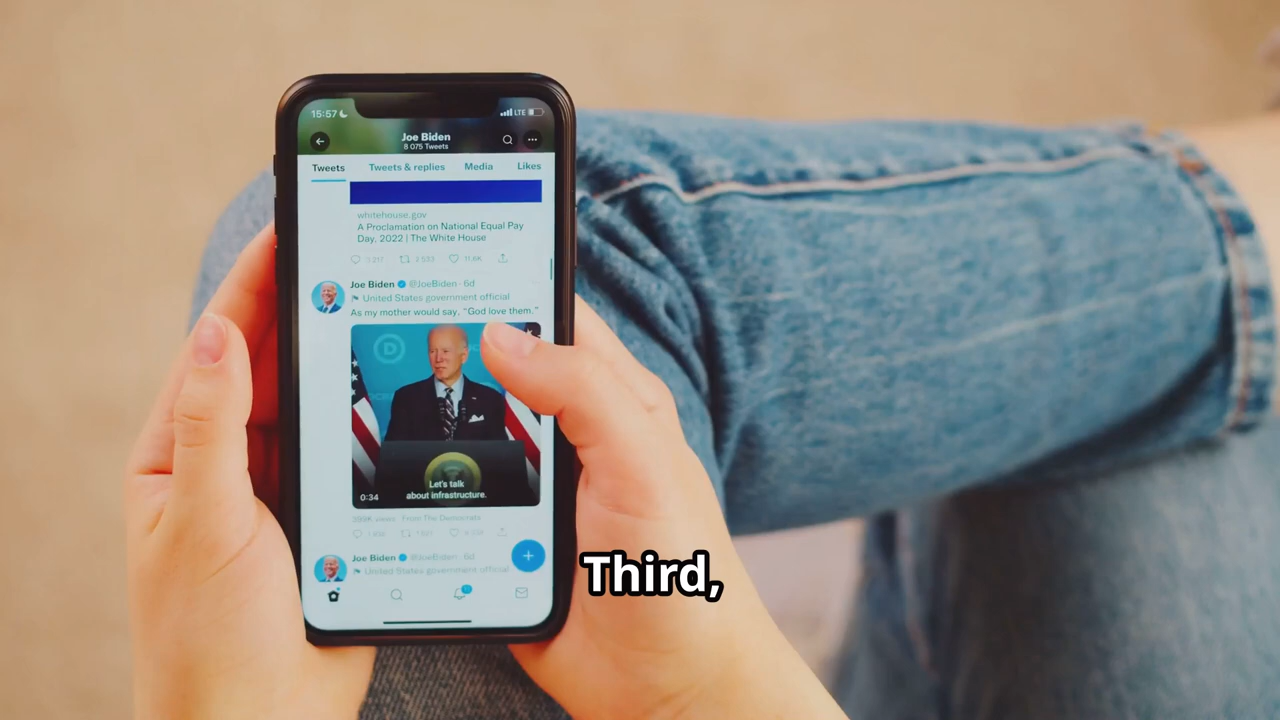 15:57
LTE
Joe Biden
8 075 Tweets
Tweets
Tweets & replies
Media
Likes
whitehouse.gov
A Proclamation on National Equal Pay
Day, 2022 | The White House
11,6K
Joe Biden @JoeBiden · 6d
United States government official
As my mother would say, “God love them.”
D
Let's talk
about infrastructure.
0:34
From The Democrats
Joe Biden @JoeBiden · 6d
United States government official
Third,